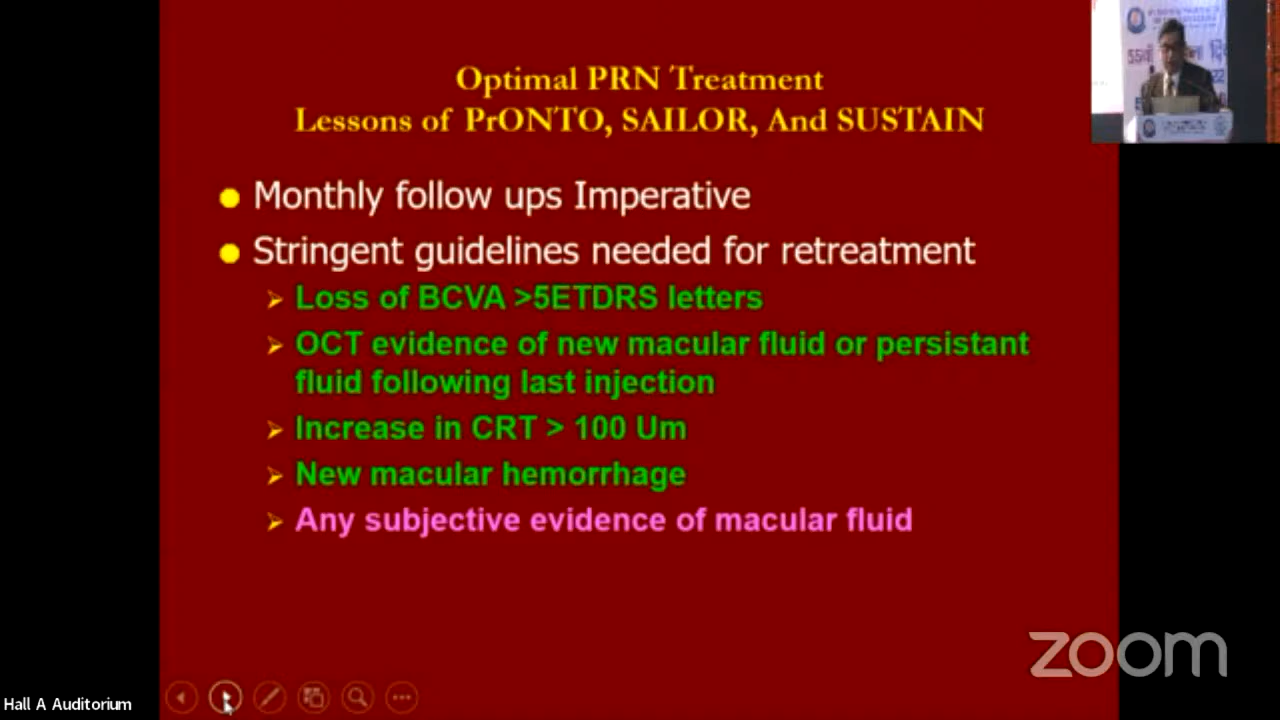 Optimal PRN Treatment
Lessons of PrONTO, SAILOR, And SUSTAIN
Monthly follow ups Imperative
Stringent guidelines needed for retreatment
Loss of BCVA >5ETDRS letters
OCT evidence of new macular fluid or persistant
fluid following last injection
Increase in CRT > 100 Um
New macular hemorrhage
Any subjective evidence of macular fluid
zoom
Hall A Auditorium